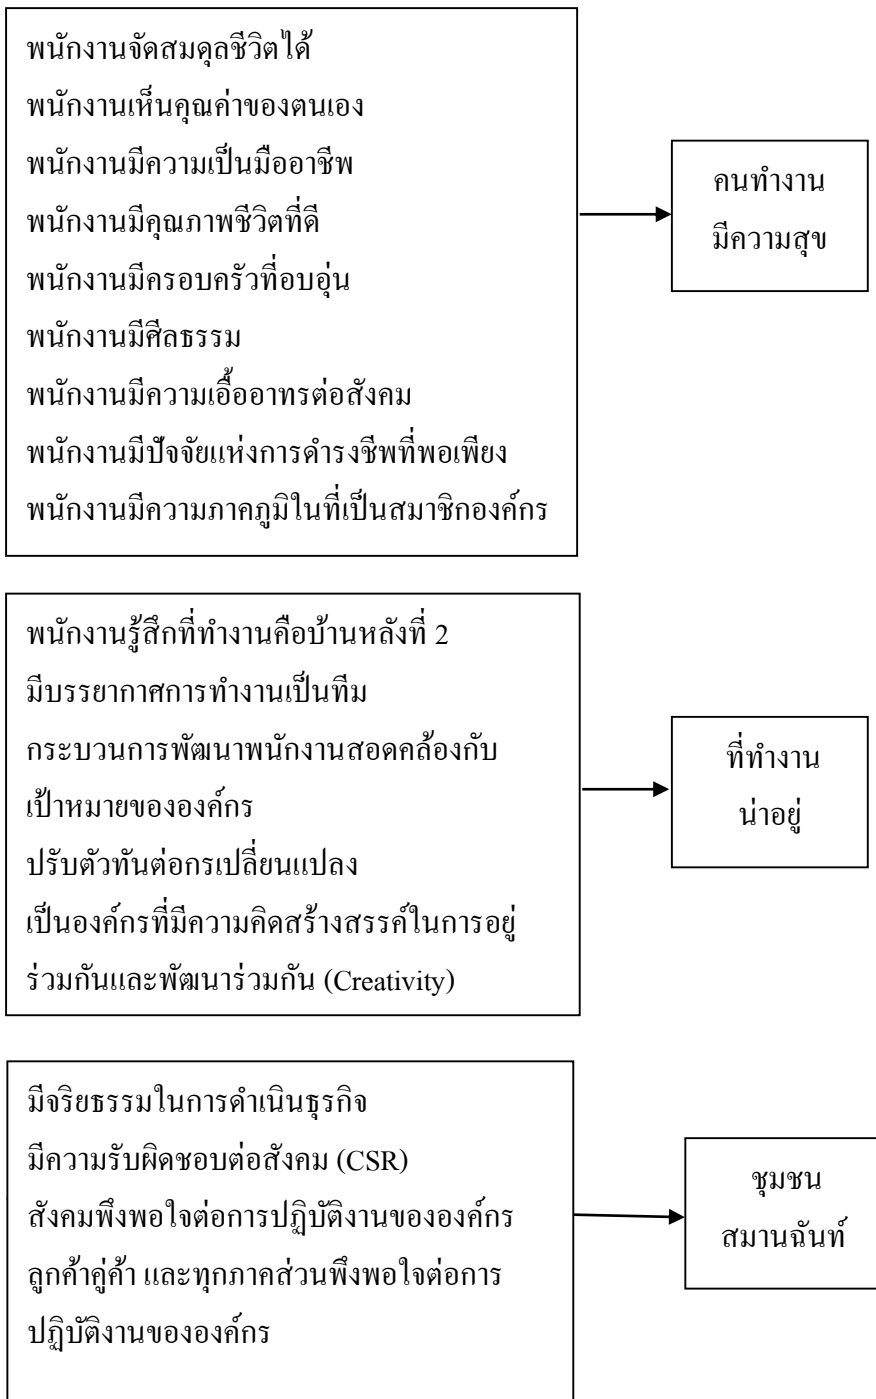 พนักงานจัดสมดุลชีวิตได้
พนักงานเห็นคุณค่าของตนเอง
พนักงานมีความเป็นมืออาชีพ
พนักงานมีคุณภาพชีวิตที่ดี
พนักงานมีครอบครัวที่อบอุ่น
พนักงานมีศีลธรรม
พนักงานมีความเอื้ออาทรต่อสังคม
พนักงานมีปัจจัยแห่งการดำรงชีพที่พอเพียง
พนักงานมีความภาคภูมิในที่เป็นสมาชิกองค์กร
คนทำงาน
มีความสุข
พนักงานรู้สึกที่ทำงานคือบ้านหลังที่ 2
มีบรรยากาศการทำงานเป็นทีม
กระบวนการพัฒนาพนักงานสอดคล้องกับ
เป้าหมายขององค์กร
ปรับตัวทันต่อกรเปลี่ยนแปลง
เป็นองค์กรที่มีความคิดสร้างสรรค์ในการอยู่
ร่วมกันและพัฒนาร่วมกัน (Creativity)
ที่ทำงาน
น่าอยู่
มีจริยธรรมในการดำเนินธุรกิจ
มีความรับผิดชอบต่อสังคม (CSR)
สังคมพึงพอใจต่อการปฏิบัติงานขององค์กร
ลูกค้าคู่ค้า และทุกภาคส่วนพึงพอใจต่อการ
ปฏิบัติงานขององค์กร
ชุมชน
สมานฉันท์